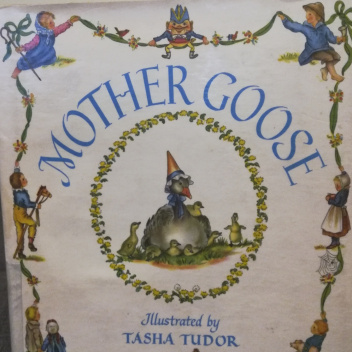 MOTHER GOOSE
Illustrated by
TASHA TUDOR